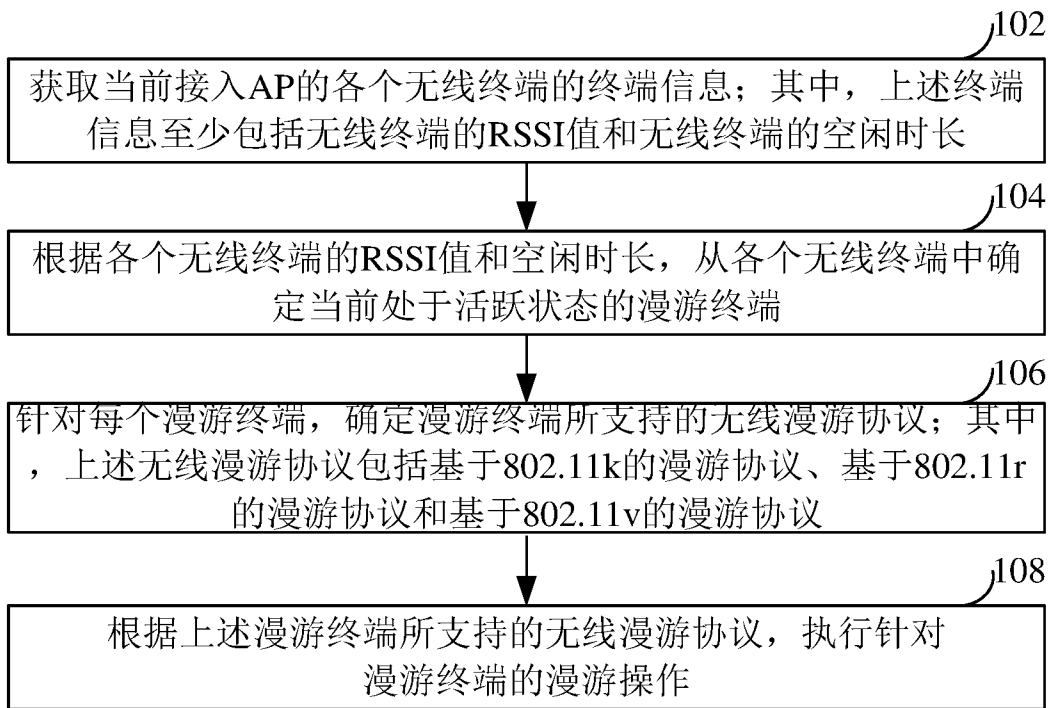 102
获取当前接入AP的各个无线终端的终端信息；其中，上述终端
信息至少包括无线终端的RSSI值和无线终端的空闲时长
104
根据各个无线终端的RSSI值和空闲时长，从各个无线终端中确
定当前处于活跃状态的漫游终端
106
针对每个漫游终端，确定漫游终端所支持的无线漫游协议；其中
，上述无线漫游协议包括基于802.11k的漫游协议、基于802.11r
的漫游协议和基于802.11v的漫游协议
108
根据上述漫游终端所支持的无线漫游协议，执行针对
漫游终端的漫游操作